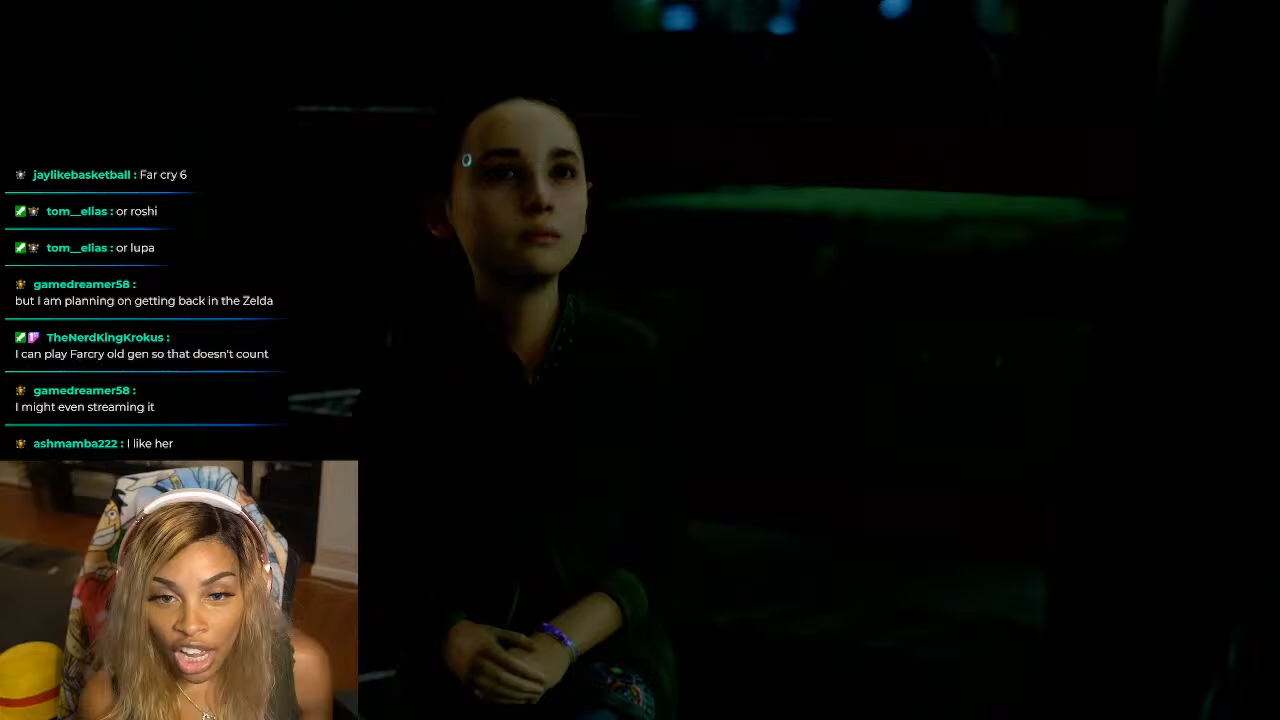 jaylikebasketball : Far cry 6
tom__elias : or roshi
tom__elias : or lupa
gamedreamer58 :
but I am planning on getting back in the Zelda
TheNerdKingKrokus :
I can play Farcry old gen so that doesn't count
gamedreamer58 :
I might even streaming it
ashmamba222 : I like her